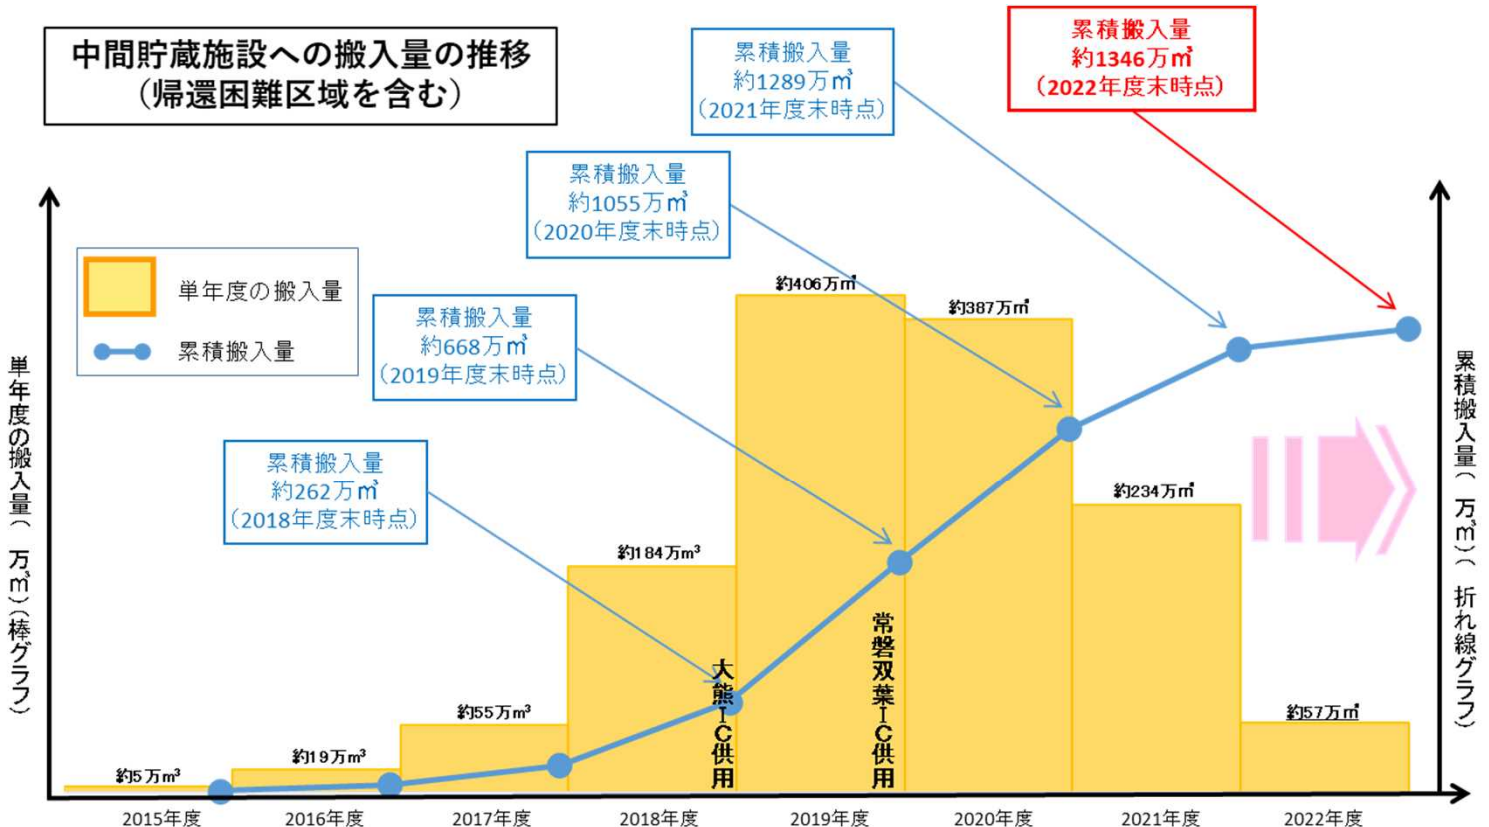 中間貯蔵施設への搬入量の推移
（帰還困難区域を含む）
累積搬入量
約1346万㎥
（2022年度末時点）
累積搬入量
約1289万㎥
（2021年度末時点）
累積搬入量
約1055万㎥
（2020年度末時点）
累積搬入量
約668万㎥
（2019年度末時点）
累積搬入量
約262万㎥
（2018年度末時点）
単年度の搬入量
累積搬入量
単年度の搬入量（　万㎥）（棒グラフ）
累積搬入量（　万㎥）（　折れ線グラフ）
約5万m³
約19万m³
約55万m³
約184万m³
約406万㎥
約387万㎥
約234万㎥
約57万㎥
大熊IC供用
常磐双葉IC供用
2015年度
2016年度
2017年度
2018年度
2019年度
2020年度
2021年度
2022年度